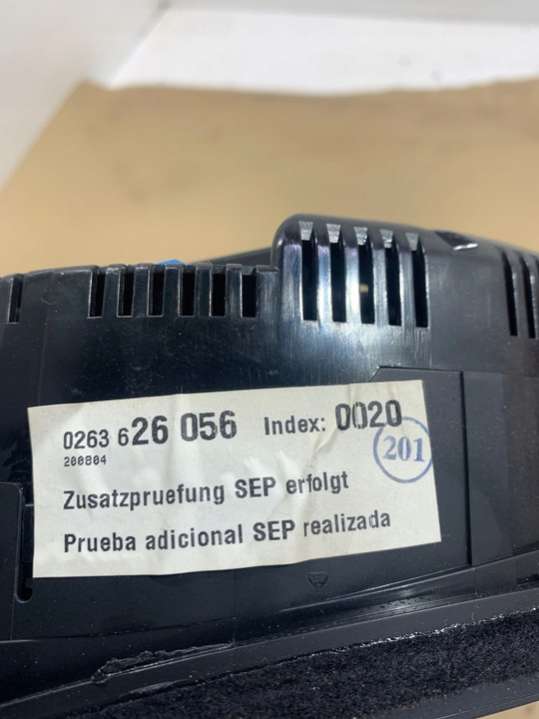 0263 626 056 Index: 0020
200804
201
Zusatzpruefung SEP erfolgt
Prueba adicional SEP realizada